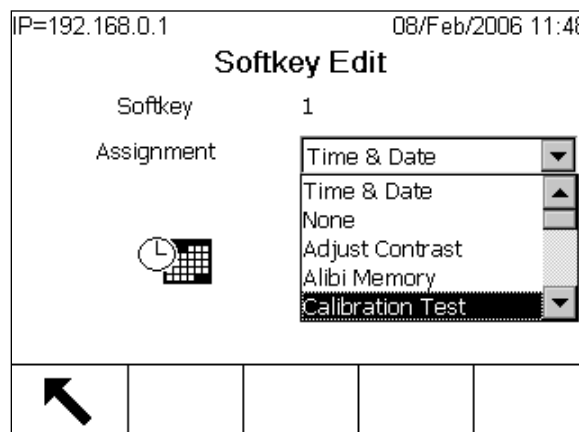 IP=192.168.0.1 08/Feb/2006 11:48
Softkey Edit
Softkey 1
Assignment Time & Date
Time & Date
None
Adjust Contrast
Alibi Memory
Calibration Test